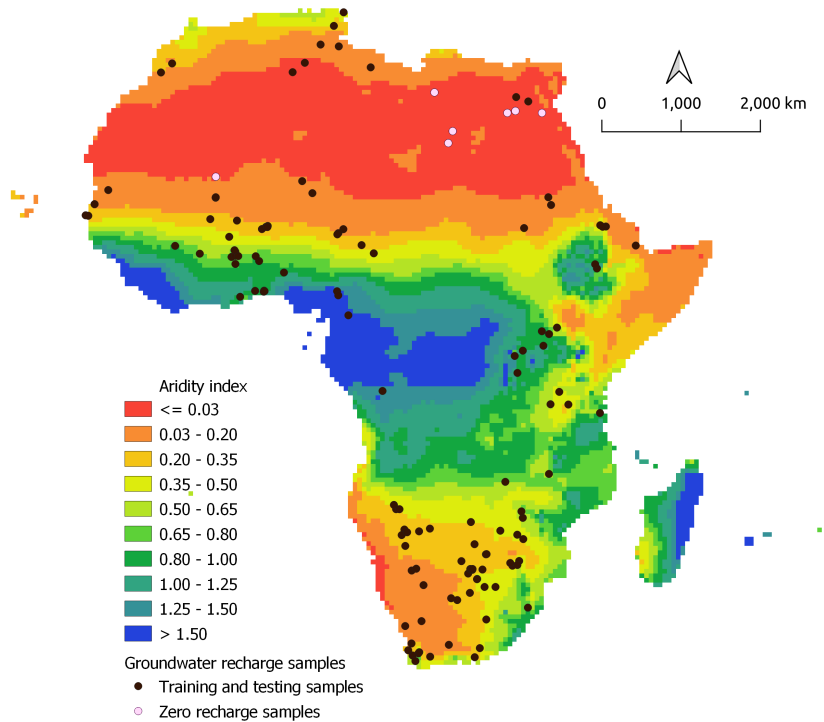 0 1,000 2,000 km
Aridity index
<= 0.03
0.03 - 0.20
0.20 - 0.35
0.35 - 0.50
0.50 - 0.65
0.65 - 0.80
0.80 - 1.00
1.00 - 1.25
1.25 - 1.50
> 1.50
Groundwater recharge samples
Training and testing samples
Zero recharge samples